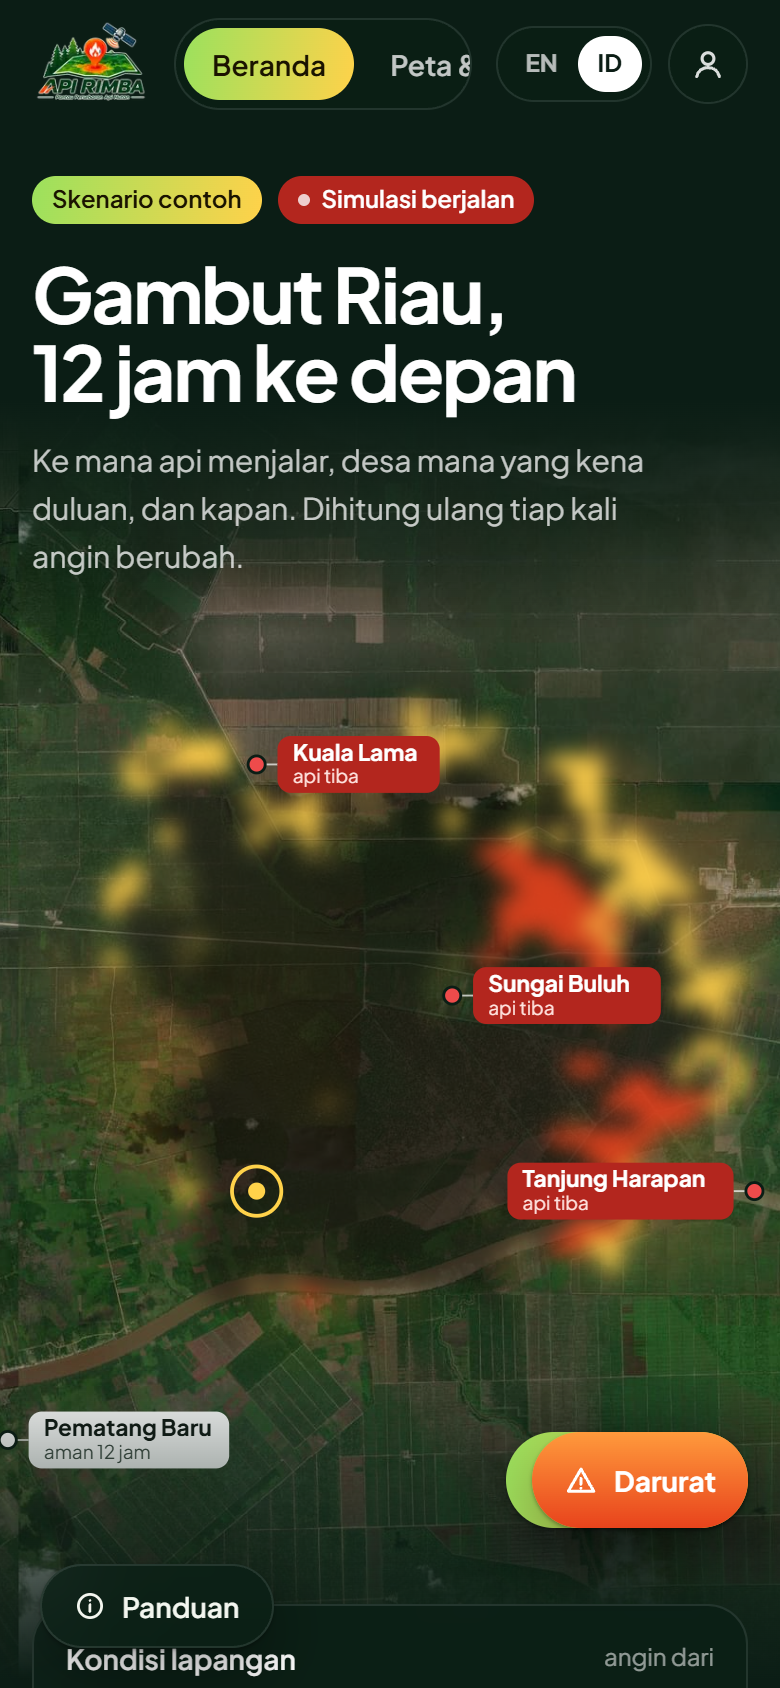 API RIMBA
Beranda
Peta &
EN
ID
Skenario contoh
Simulasi berjalan
Gambut Riau,
12 jam ke depan
Ke mana api menjalar, desa mana yang kena
duluan, dan kapan. Dihitung ulang tiap kali
angin berubah.
Kuala Lama
api tiba
Sungai Buluh
api tiba
Tanjung Harapan
api tiba
Pematang Baru
aman 12 jam
Darurat
Panduan
Kondisi lapangan
angin dari